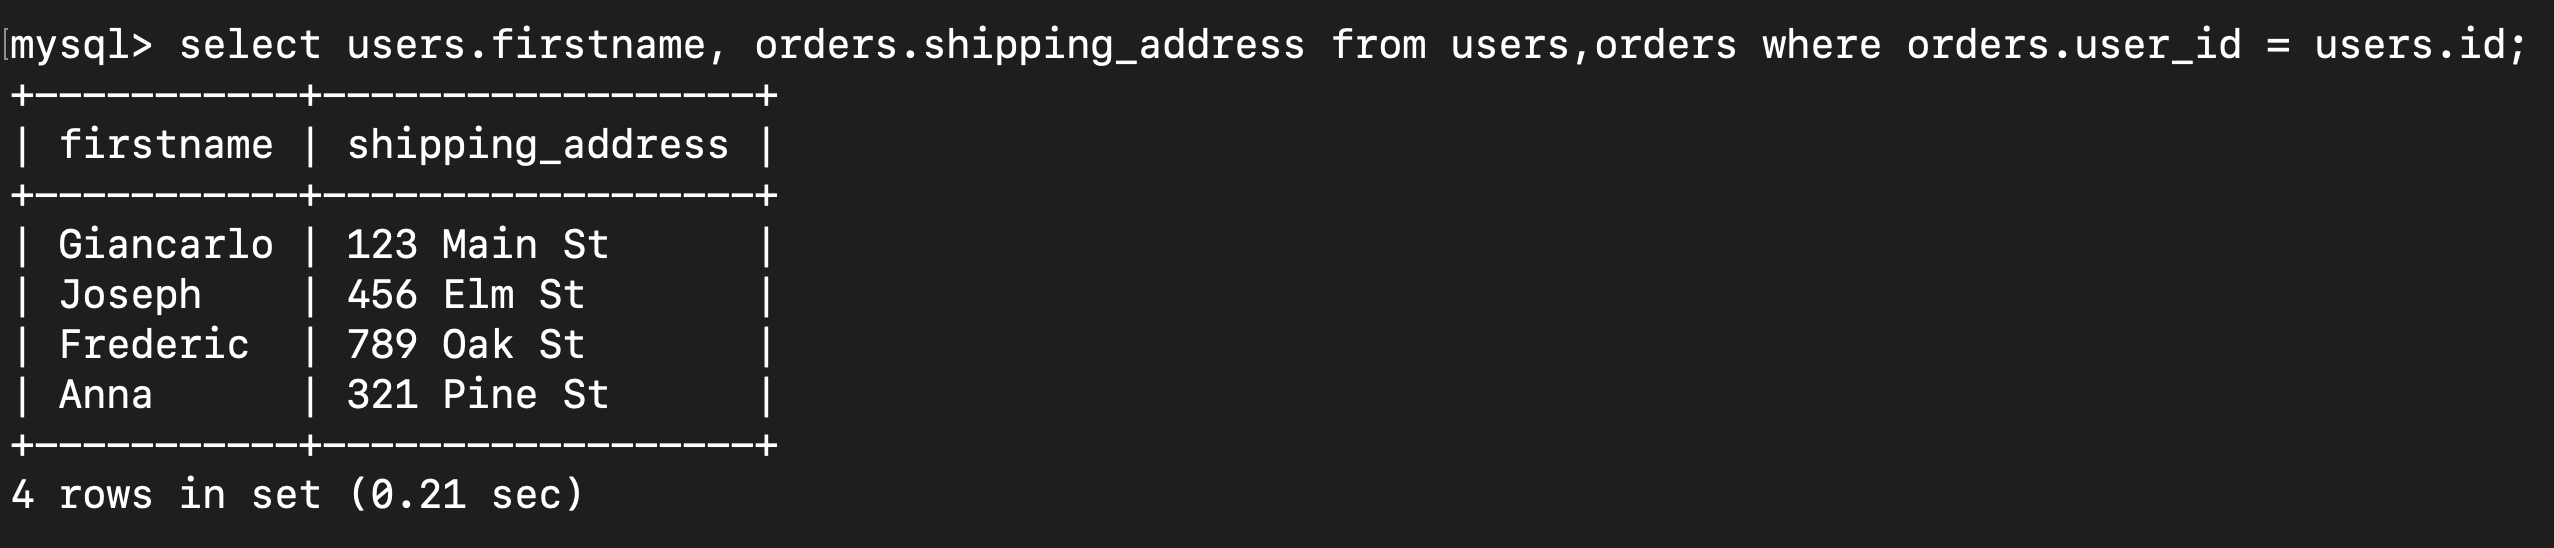 mysql> select users.firstname, orders.shipping_address from users,orders where orders.user_id = users.id;
+-----------+------------------+
| firstname | shipping_address |
+-----------+------------------+
| Giancarlo | 123 Main St      |
| Joseph    | 456 Elm St       |
| Frederic  | 789 Oak St       |
| Anna      | 321 Pine St      |
+-----------+------------------+
4 rows in set (0.21 sec)